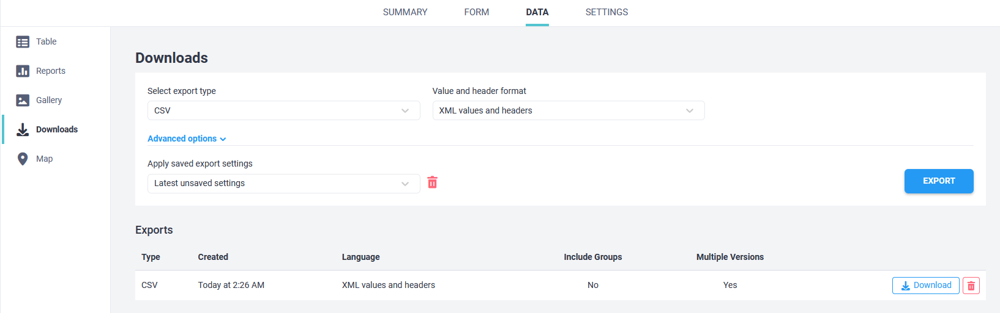 SUMMARY FORM DATA SETTINGS
Table
Reports
Gallery
Downloads
Map
Downloads
Select export type Value and header format
CSV XML values and headers
Advanced options
Apply saved export settings
Latest unsaved settings EXPORT
Exports
Type Created Language Include Groups Multiple Versions
CSV Today at 2:26 AM XML values and headers No Yes Download